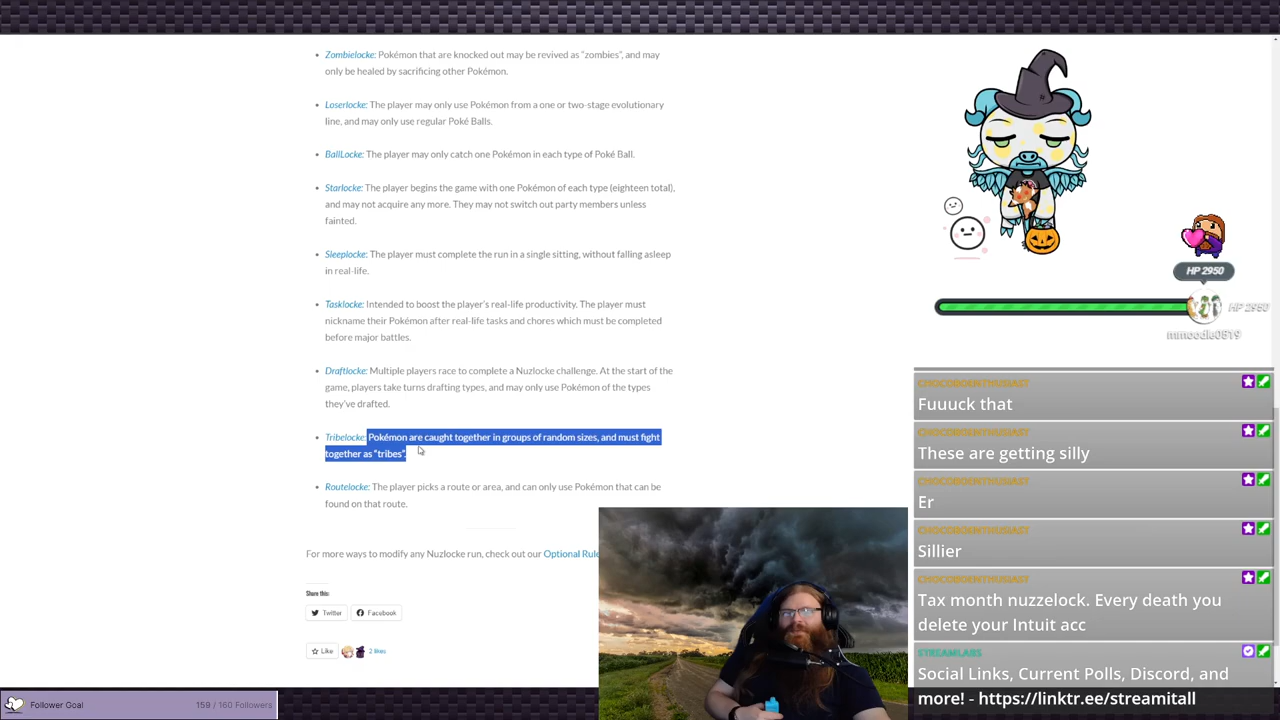 Zombielocke: Pokémon that are knocked out may be revived as “zombies”, and may
only be healed by sacrificing other Pokémon.
Loserlocke: The player may only use Pokémon from a one or two-stage evolutionary
line, and may only use regular Poké Balls.
BallLocke: The player may only catch one Pokémon in each type of Poké Ball.
Starlocke: The player begins the game with one Pokémon of each type (eighteen total),
and may not acquire any more. They may not switch out party members unless
fainted.
Sleeplocke: The player must complete the run in a single sitting, without falling asleep
in real-life.
Tasklocke: Intended to boost the player’s real-life productivity. The player must
nickname their Pokémon after real-life tasks and chores which must be completed
before major battles.
Draftlocke: Multiple players race to complete a Nuzlocke challenge. At the start of the
game, players take turns drafting types, and may only use Pokémon of the types
they’ve drafted.
Tribelocke: Pokémon are caught together in groups of random sizes, and must fight
together as “tribes”.
Routelocke: The player picks a route or area, and can only use Pokémon that can be
found on that route.
For more ways to modify any Nuzlocke run, check out our Optional Rule
Share this:
Twitter
Facebook
Like
2 likes
HP 2950
HP 2950
mmoodle0519
CHOCOBOENTHUSIAST
Fuuuck that
CHOCOBOENTHUSIAST
These are getting silly
CHOCOBOENTHUSIAST
Er
CHOCOBOENTHUSIAST
Sillier
CHOCOBOENTHUSIAST
Tax month nuzzelock. Every death you
delete your Intuit acc
STREAMLABS
Social Links, Current Polls, Discord, and
more! - https://linktr.ee/streamitall
Follower Goal
159 / 160 Followers